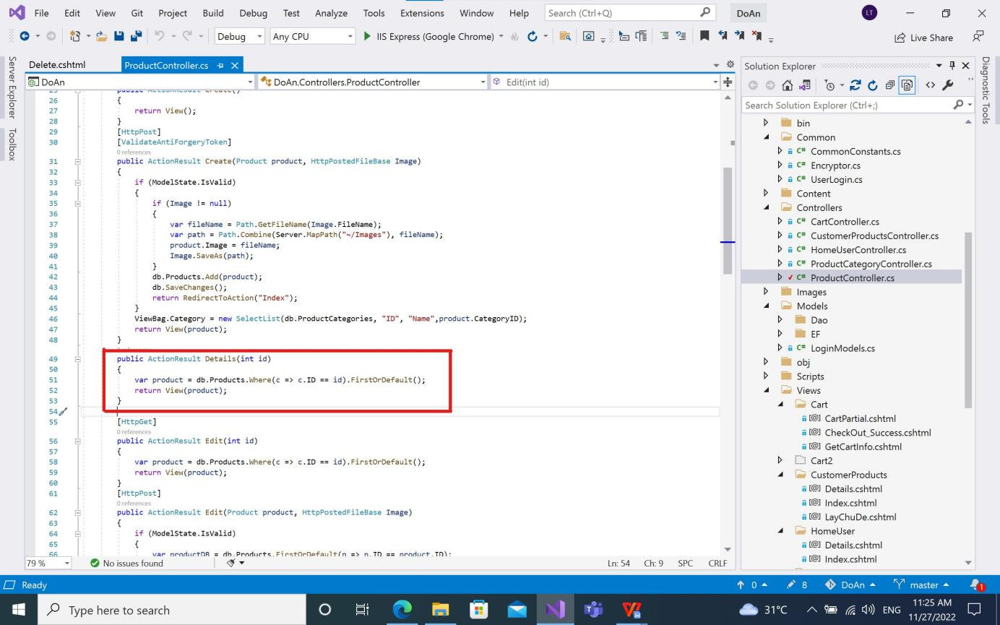 File Edit View Git Project Build Debug Test Analyze Tools Extensions Window Help Search (Ctrl+Q) DoAn LT
Debug Any CPU IIS Express (Google Chrome) Live Share
Server Explorer
Toolbox
Delete.cshtml ProductController.cs
DoAn DoAn.Controllers.ProductController Edit(int id)
25 public ActionResult Create()
26 {
27 return View();
28 }
29 [HttpPost]
30 [ValidateAntiForgeryToken]
0 references
31 public ActionResult Create(Product product, HttpPostedFileBase Image)
32 {
33 if (ModelState.IsValid)
34 {
35 if (Image != null)
36 {
37 var fileName = Path.GetFileName(Image.FileName);
38 var path = Path.Combine(Server.MapPath("~/Images"), fileName);
39 product.Image = fileName;
40 Image.SaveAs(path);
41 }
42 db.Products.Add(product);
43 db.SaveChanges();
44 return RedirectToAction("Index");
45 }
46 ViewBag.Category = new SelectList(db.ProductCategories, "ID", "Name",product.CategoryID);
47 return View(product);
48 }
49 public ActionResult Details(int id)
50 {
51 var product = db.Products.Where(c => c.ID == id).FirstOrDefault();
52 return View(product);
53 }
54
55 [HttpGet]
0 references
56 public ActionResult Edit(int id)
57 {
58 var product = db.Products.Where(c => c.ID == id).FirstOrDefault();
59 return View(product);
60 }
61 [HttpPost]
0 references
62 public ActionResult Edit(Product product, HttpPostedFileBase Image)
63 {
64 if (ModelState.IsValid)
65 {
66 var productDB = db.Products.FirstOrDefault(p => p.ID == product.ID);
79 % No issues found Ln: 54 Ch: 9 SPC CRLF
Solution Explorer
Search Solution Explorer (Ctrl+;)
bin
Common
C# CommonConstants.cs
C# Encryptor.cs
C# UserLogin.cs
Content
Controllers
C# CartController.cs
C# CustomerProductsController.cs
C# HomeUserController.cs
C# ProductCategoryController.cs
C# ProductController.cs
Images
Models
Dao
EF
C# LoginModels.cs
obj
Scripts
Views
Cart
[@] CartPartial.cshtml
[@] CheckOut_Success.cshtml
[@] GetCartInfo.cshtml
Cart2
CustomerProducts
[@] Details.cshtml
[@] Index.cshtml
[@] LayChuDe.cshtml
HomeUser
[@] Details.cshtml
[@] Index.cshtml
Diagnostic Tools
Ready 0 8 DoAn master 1
Type here to search 31°C ENG 11:25 AM
11/27/2022